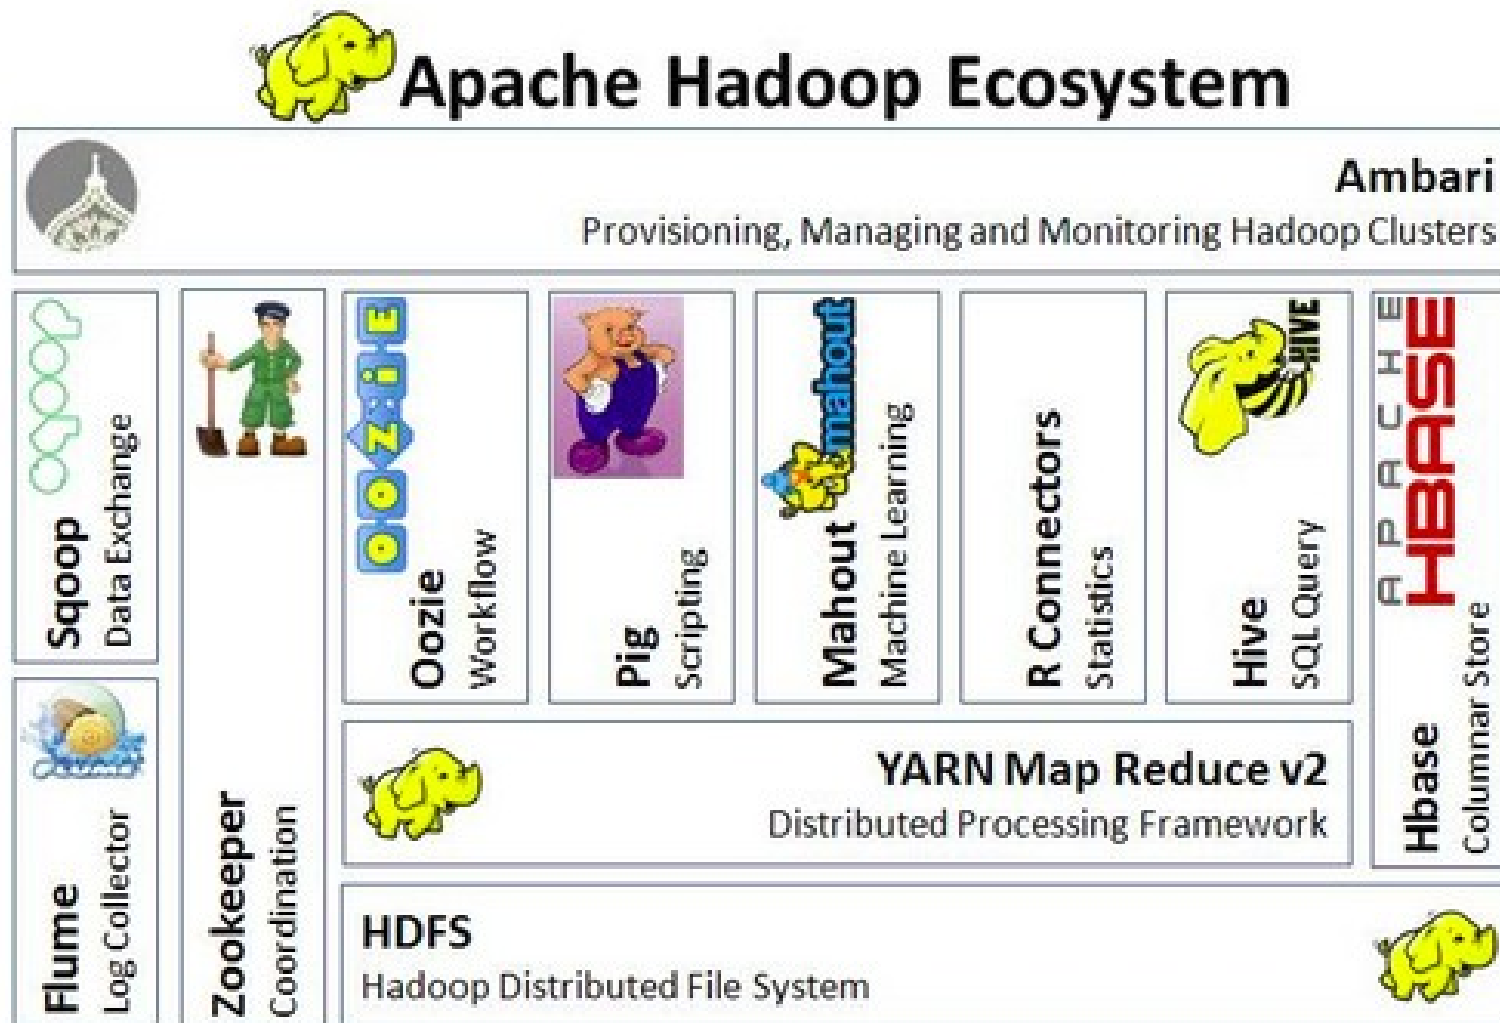 Apache Hadoop Ecosystem
Ambari
Provisioning, Managing and Monitoring Hadoop Clusters
sqoop
Sqoop
Data Exchange
Zookeeper
Coordination
OOZiE
Oozie
Workflow
Pig
Scripting
mahout
Mahout
Machine Learning
R Connectors
Statistics
HIVE
Hive
SQL Query
APACHE
HBASE
Hbase
Columnar Store
Flume
Log Collector
YARN Map Reduce v2
Distributed Processing Framework
HDFS
Hadoop Distributed File System